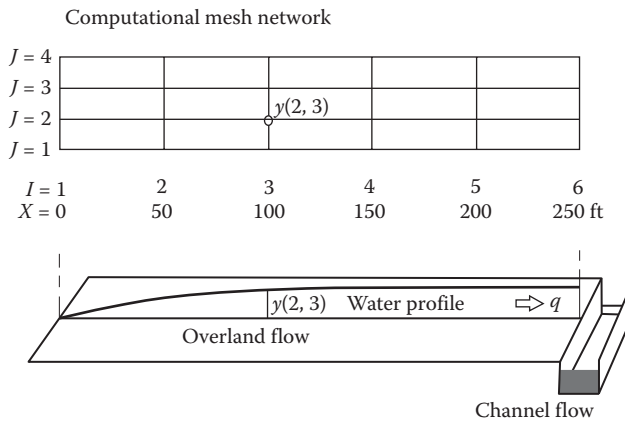 Computational mesh network
J = 4
J = 3
y(2, 3)
J = 2
J = 1
I = 1 2 3 4 5 6
X = 0 50 100 150 200 250 ft
y(2, 3) Water profile ⇨ q
Overland flow
Channel flow